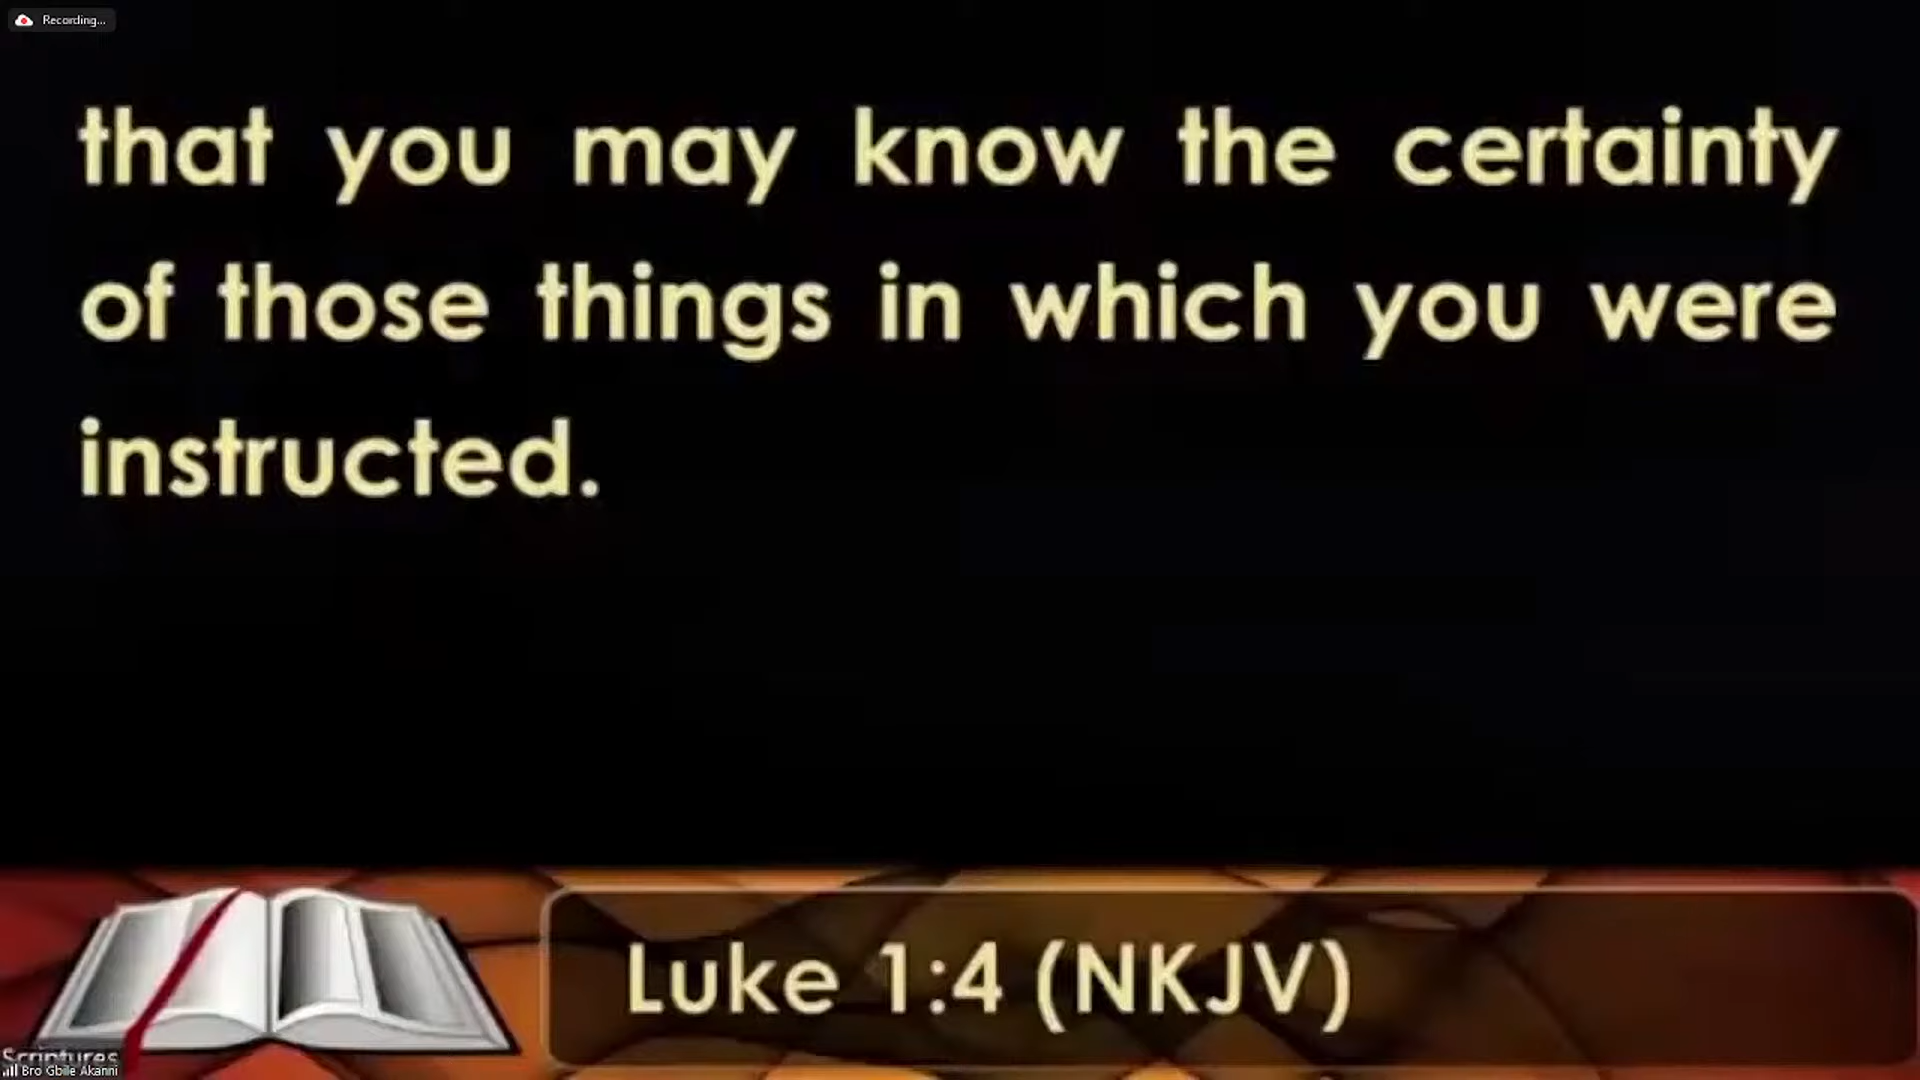 Recording...
that you may know the certainty
of those things in which you were
instructed.
Luke 1:4 (NKJV)
Scriptures
Bro Gbile Akanni